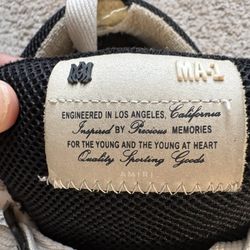 MA-1
ENGINEERED IN LOS ANGELES, California
Inspired by Precious MEMORIES
FOR THE YOUNG AND THE YOUNG AT HEART
Quality Sporting Goods
AMIRI